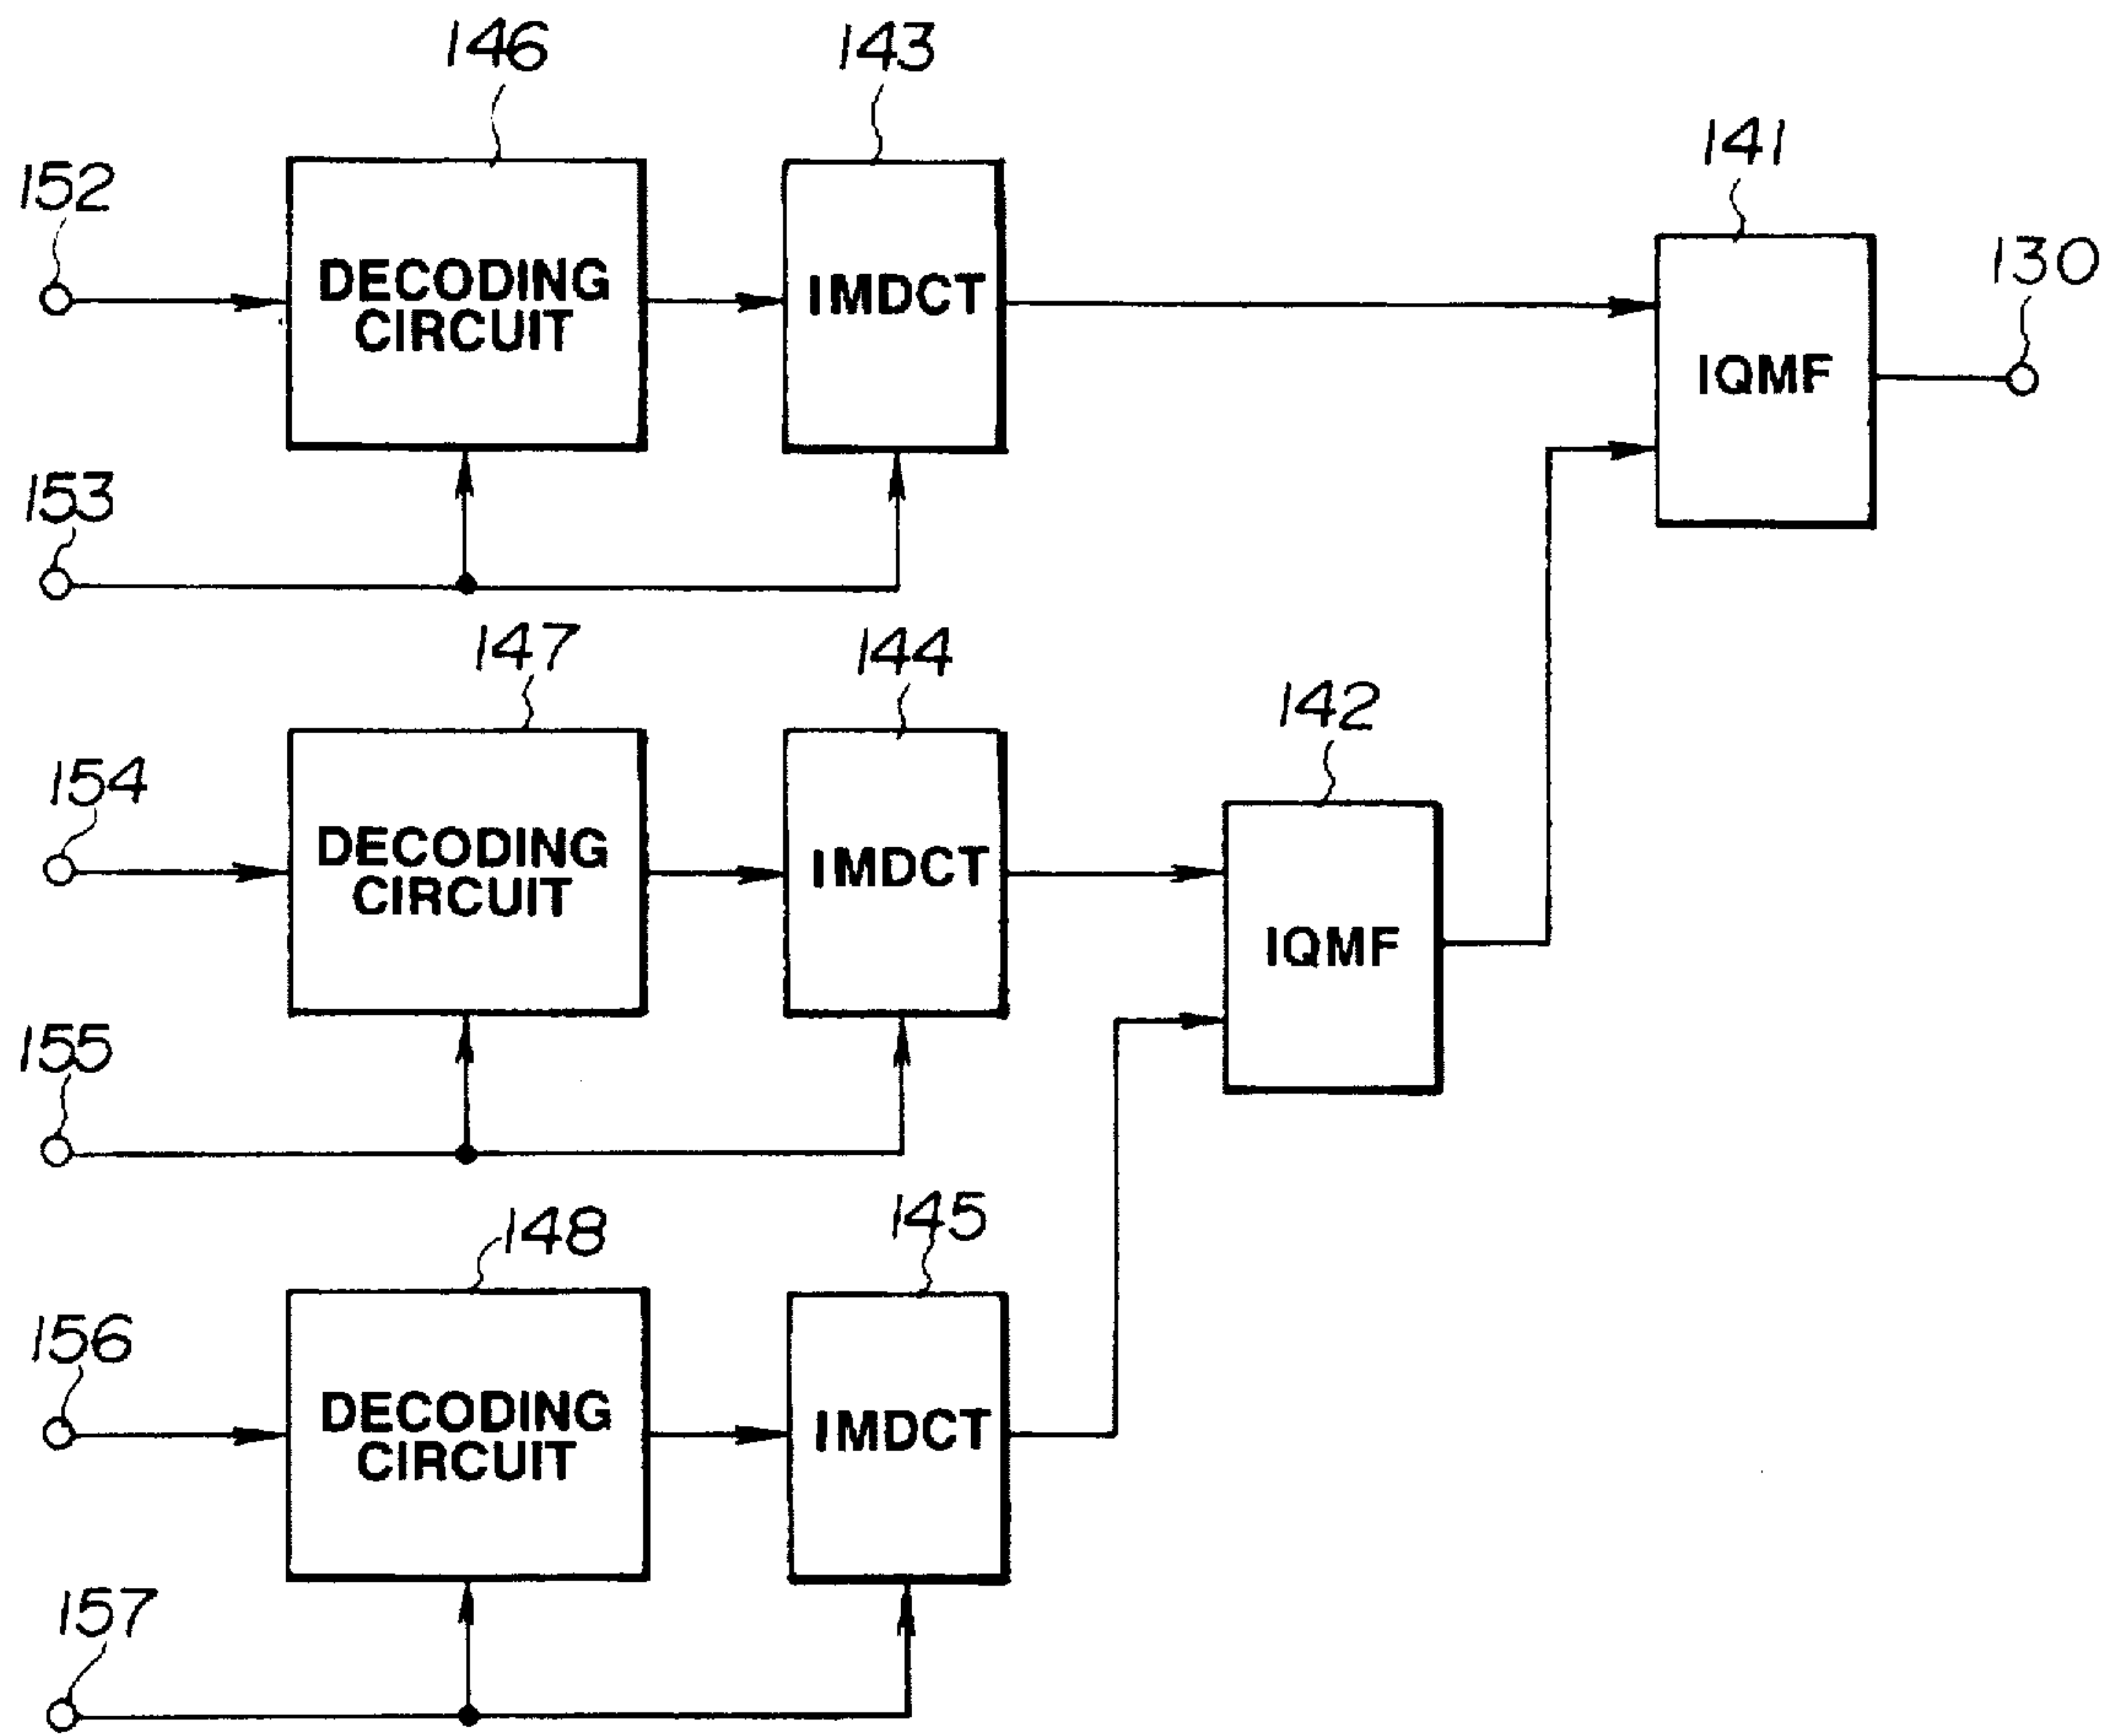 146
143
141
152
130
DECODING
CIRCUIT
IMDCT
IQMF
153
147
144
142
154
DECODING
CIRCUIT
IMDCT
IQMF
155
148
145
156
DECODING
CIRCUIT
IMDCT
157